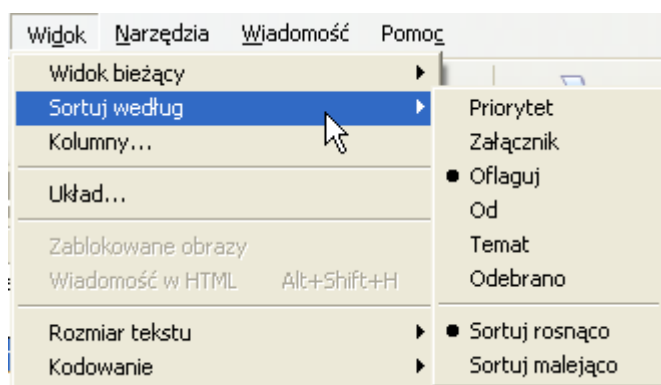 Widok Narzędzia Wiadomość Pomoc
Widok bieżący
Sortuj według
Kolumny...
Układ...
Zablokowane obrazy
Wiadomość w HTML Alt+Shift+H
Rozmiar tekstu
Kodowanie
Priorytet
Załącznik
Oflaguj
Od
Temat
Odebrano
Sortuj rosnąco
Sortuj malejąco